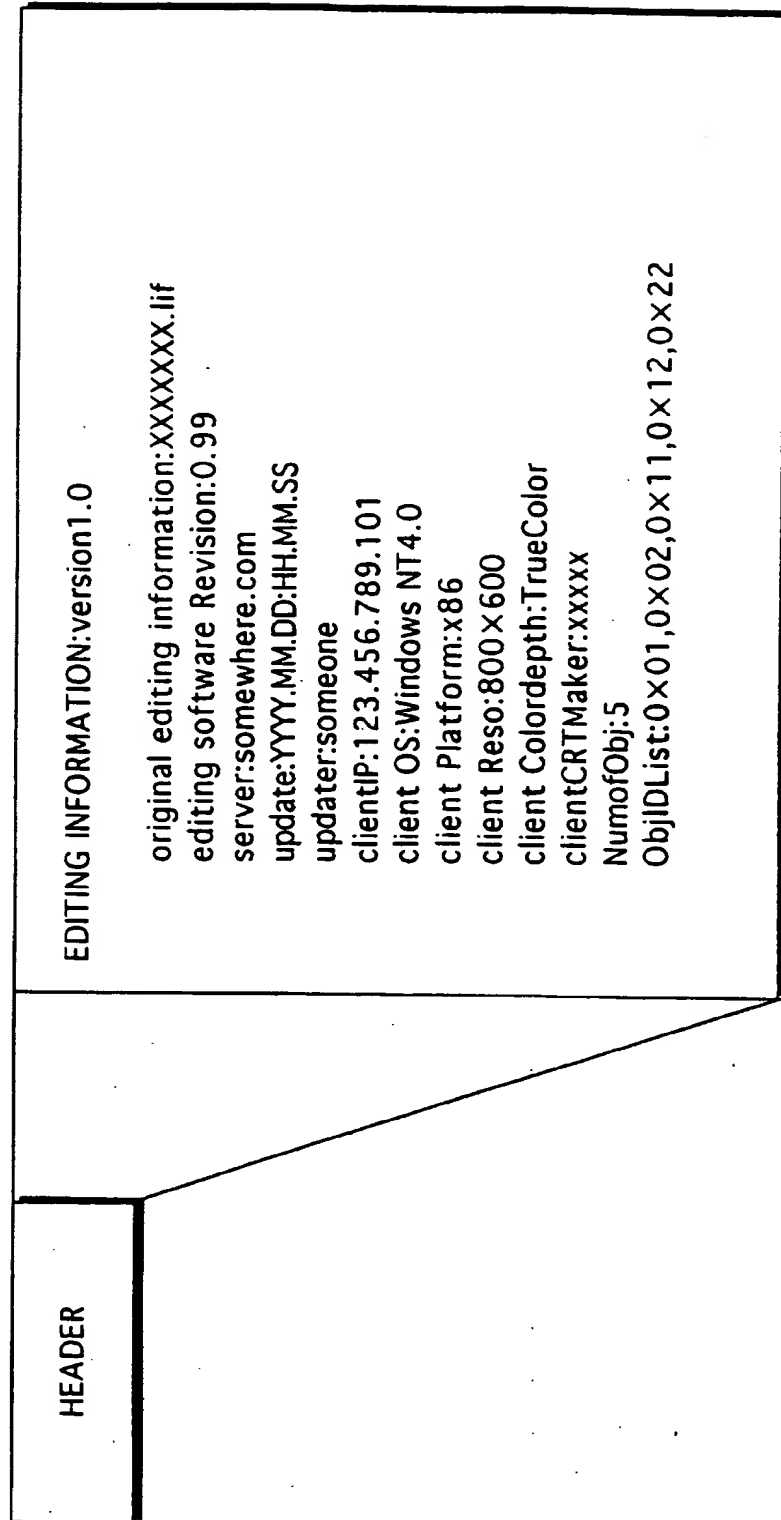 HEADER
EDITING INFORMATION:version1.0
original editing information:XXXXXXX.lif
editing software Revision:0.99
server:somewhere.com
update:YYYY.MM.DD:HH.MM.SS
updater:someone
clientIP:123.456.789.101
client OS:Windows NT4.0
client Platform:x86
client Reso:800×600
client Colordepth:TrueColor
clientCRTMaker:xxxxx
NumofObj:5
ObjIDList:0×01,0×02,0×11,0×12,0×22